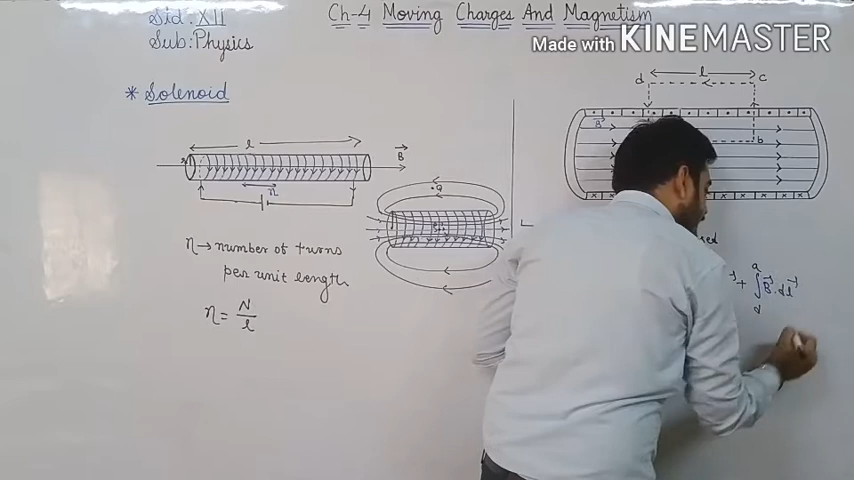 Std: XII
Sub: Physics
Ch-4 Moving Charges And Magnetism
Made with KINEMASTER
* Solenoid
l
B
n
n → number of turns
per unit length
n = N / l
Q
d
l
c
B
b
+ ∫ B . dl
a
d